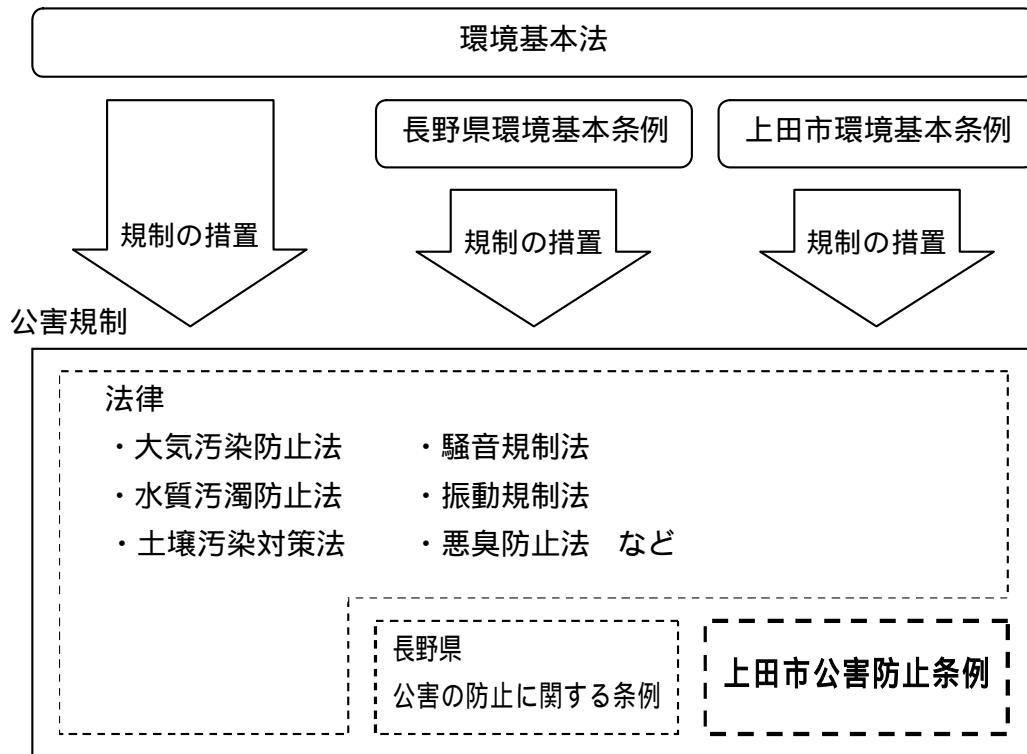 環境基本法
長野県環境基本条例
上田市環境基本条例
規制の措置
規制の措置
規制の措置
公害規制
法律
・大気汚染防止法
・騒音規制法
・水質汚濁防止法
・振動規制法
・土壌汚染対策法
・悪臭防止法　など
長野県
公害の防止に関する条例
上田市公害防止条例